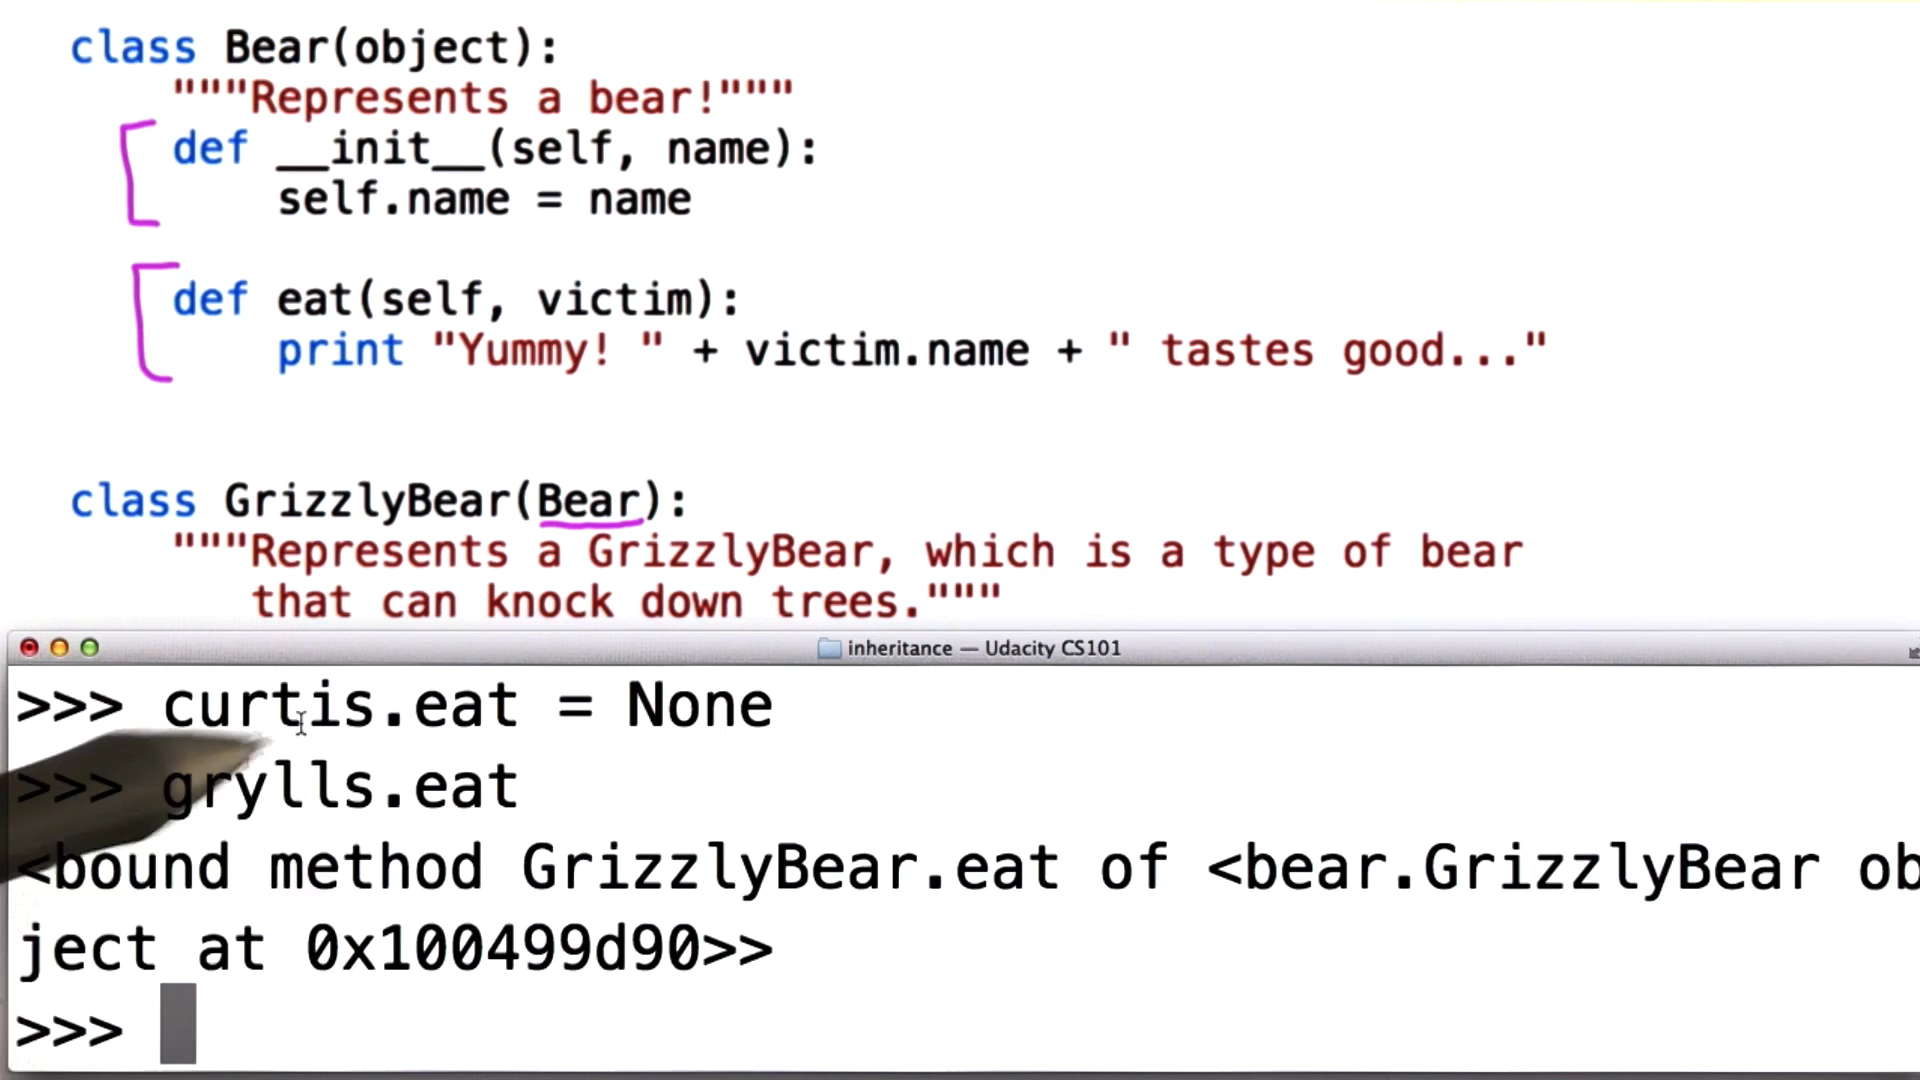 class Bear(object):
"""Represents a bear!"""
def __init__(self, name):
self.name = name
def eat(self, victim):
print "Yummy! " + victim.name + " tastes good..."
class GrizzlyBear(Bear):
"""Represents a GrizzlyBear, which is a type of bear
that can knock down trees."""
inheritance — Udacity CS101
>>> curtis.eat = None
>>> grylls.eat
<bound method GrizzlyBear.eat of <bear.GrizzlyBear ob
ject at 0x100499d90>>
>>>